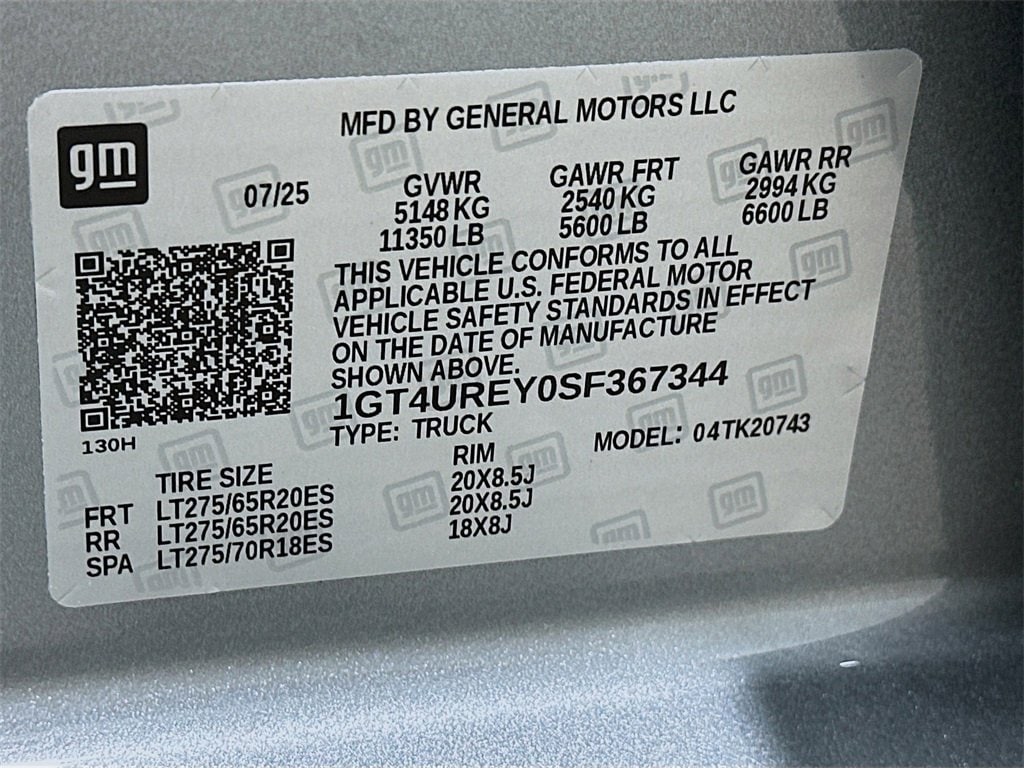 MFD BY GENERAL MOTORS LLC
gm
07/25
GVWR GAWR FRT GAWR RR
5148 KG 2540 KG 2994 KG
11350 LB 5600 LB 6600 LB
THIS VEHICLE CONFORMS TO ALL
APPLICABLE U.S. FEDERAL MOTOR
VEHICLE SAFETY STANDARDS IN EFFECT
ON THE DATE OF MANUFACTURE
SHOWN ABOVE.
1GT4UREY0SF367344
130H
TYPE: TRUCK MODEL: 04TK20743
TIRE SIZE RIM
FRT LT275/65R20ES 20X8.5J
RR LT275/65R20ES 20X8.5J
SPA LT275/70R18ES 18X8J